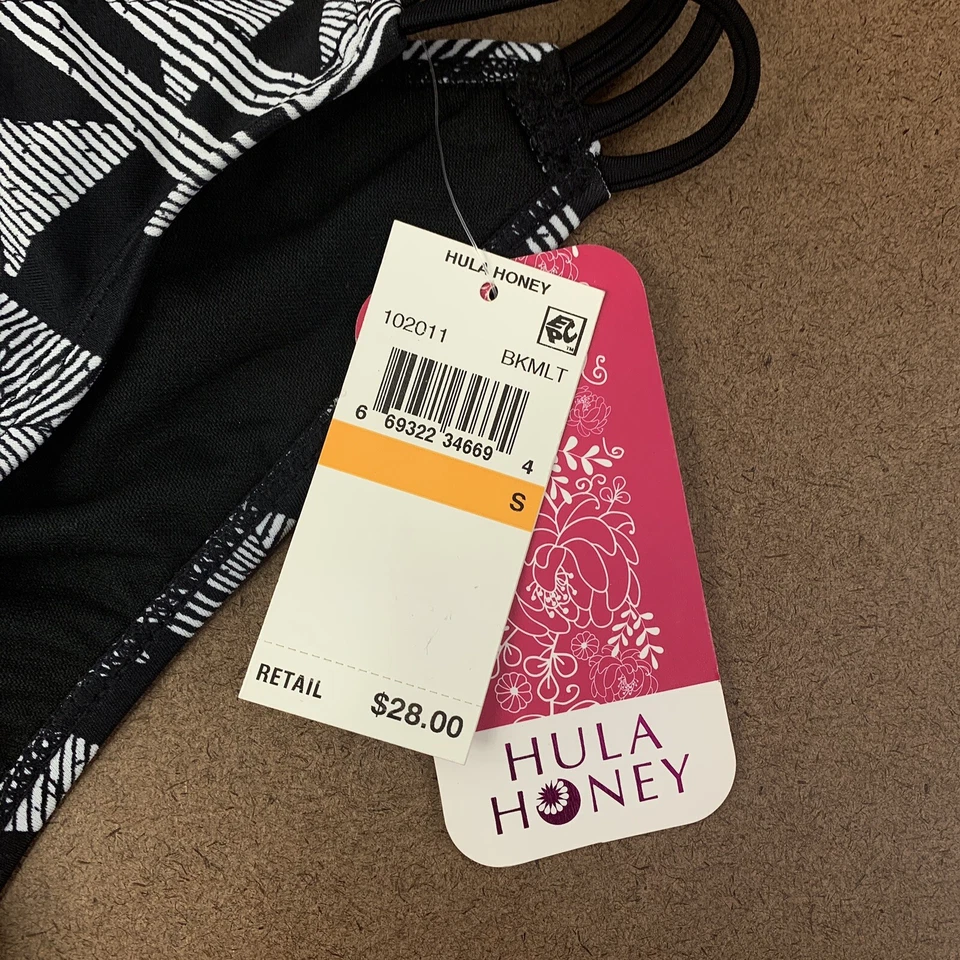 HULA HONEY
102011
BKMLT
6 69322 34669 4
S
RETAIL $28.00
HULA
HONEY